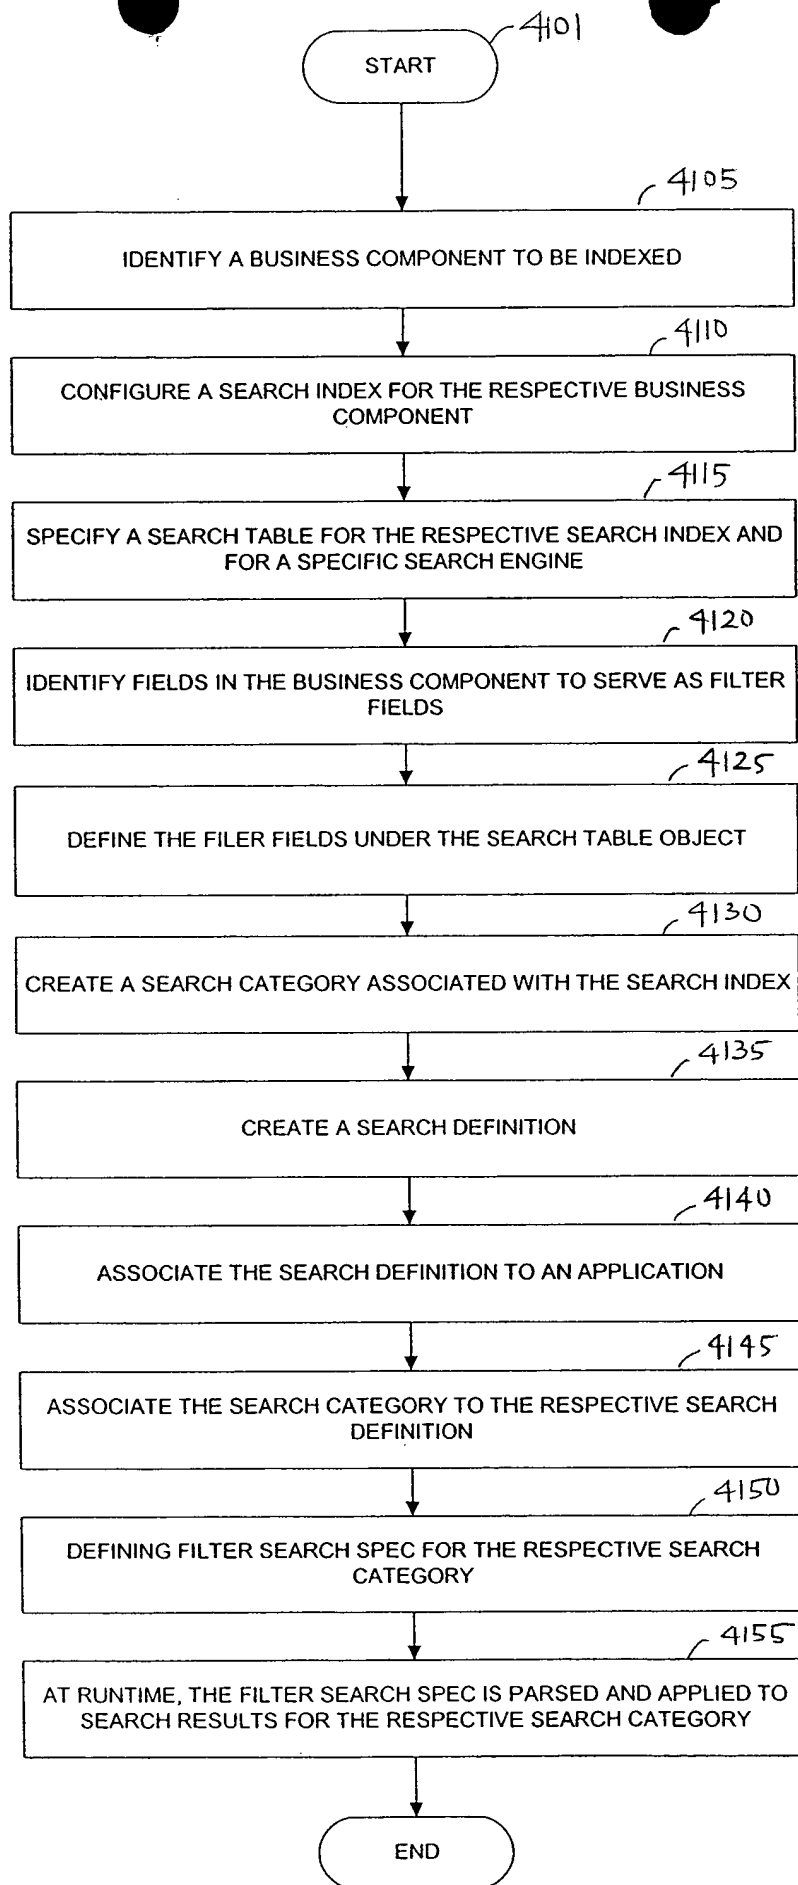 4101
START
4105
IDENTIFY A BUSINESS COMPONENT TO BE INDEXED
4110
CONFIGURE A SEARCH INDEX FOR THE RESPECTIVE BUSINESS
COMPONENT
4115
SPECIFY A SEARCH TABLE FOR THE RESPECTIVE SEARCH INDEX AND
FOR A SPECIFIC SEARCH ENGINE
4120
IDENTIFY FIELDS IN THE BUSINESS COMPONENT TO SERVE AS FILTER
FIELDS
4125
DEFINE THE FILER FIELDS UNDER THE SEARCH TABLE OBJECT
4130
CREATE A SEARCH CATEGORY ASSOCIATED WITH THE SEARCH INDEX
4135
CREATE A SEARCH DEFINITION
4140
ASSOCIATE THE SEARCH DEFINITION TO AN APPLICATION
4145
ASSOCIATE THE SEARCH CATEGORY TO THE RESPECTIVE SEARCH
DEFINITION
4150
DEFINING FILTER SEARCH SPEC FOR THE RESPECTIVE SEARCH
CATEGORY
4155
AT RUNTIME, THE FILTER SEARCH SPEC IS PARSED AND APPLIED TO
SEARCH RESULTS FOR THE RESPECTIVE SEARCH CATEGORY
END